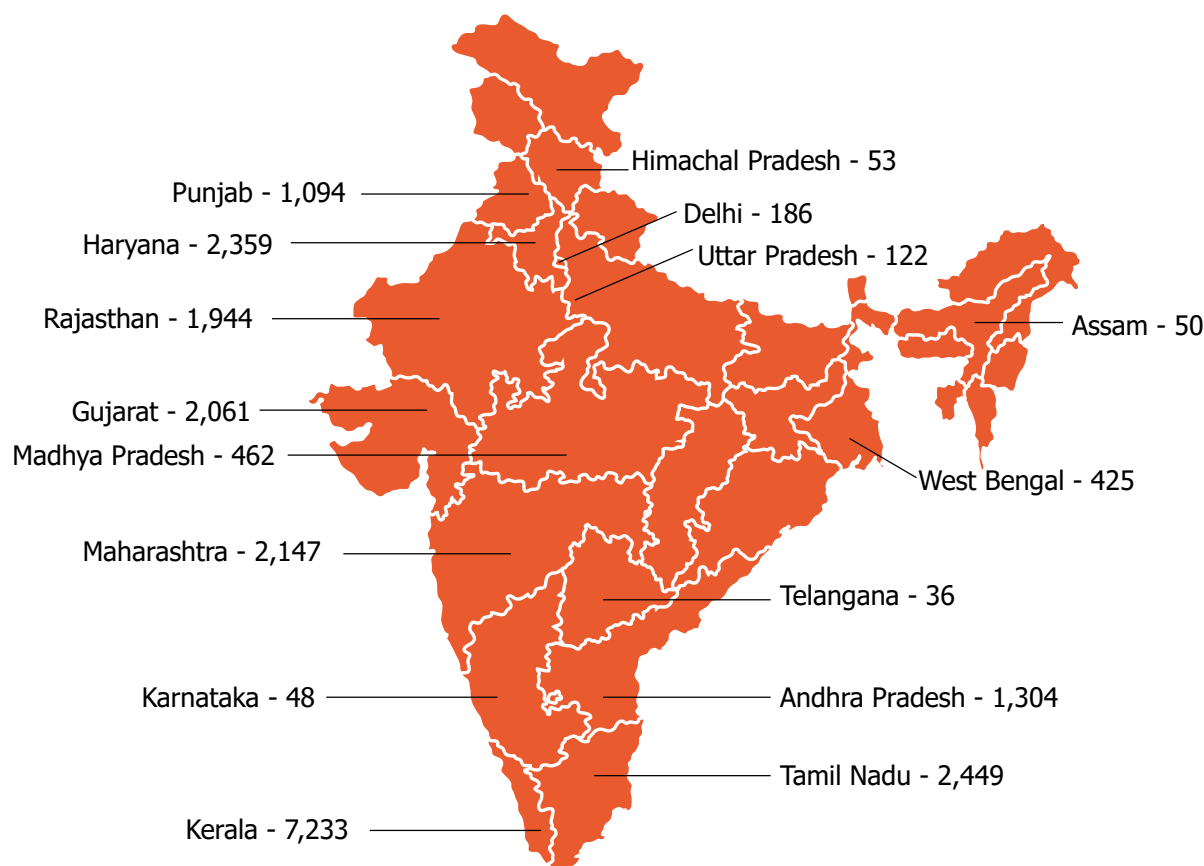 Himachal Pradesh - 53
Punjab - 1,094
Delhi - 186
Haryana - 2,359
Uttar Pradesh - 122
Rajasthan - 1,944
Assam - 50
Gujarat - 2,061
Madhya Pradesh - 462
West Bengal - 425
Maharashtra - 2,147
Telangana - 36
Karnataka - 48
Andhra Pradesh - 1,304
Tamil Nadu - 2,449
Kerala - 7,233